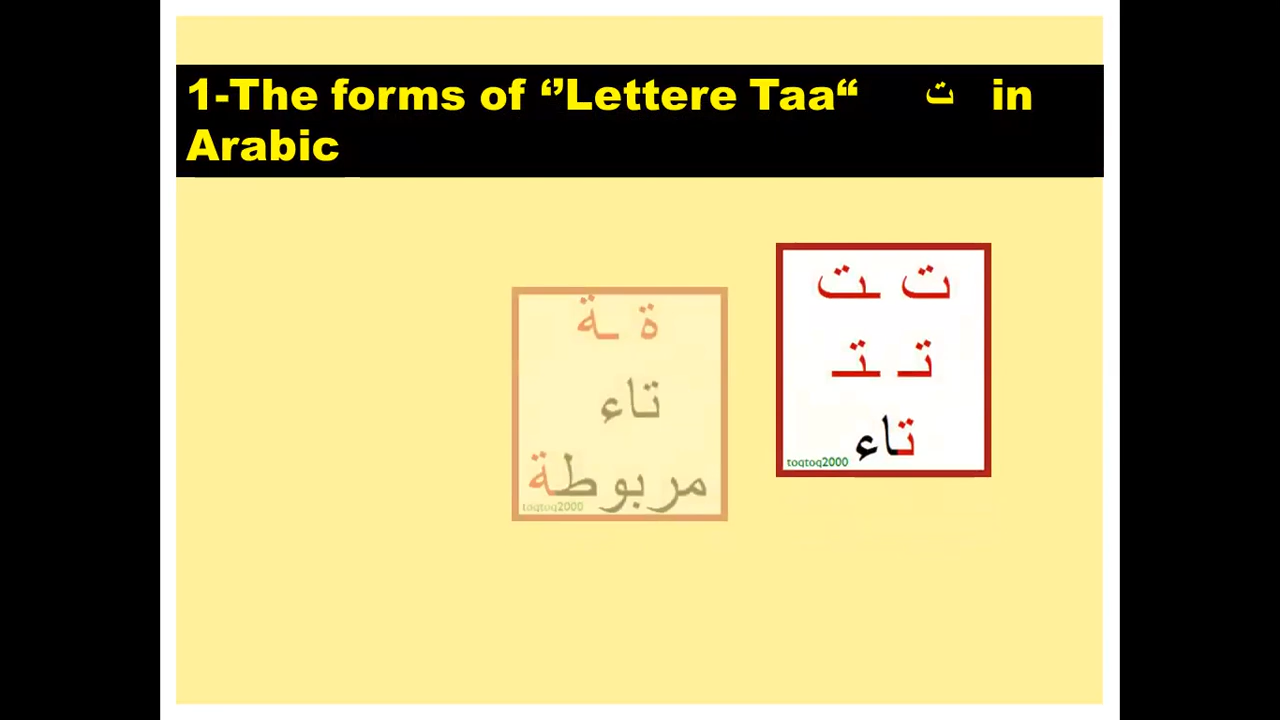 1-The forms of ‘’Lettere Taa“ ت in
Arabic
ت ـت
تـ ـتـ
تاء
toqtoq2000
ة ـة
تاء
مربوطة
toqtoq2000